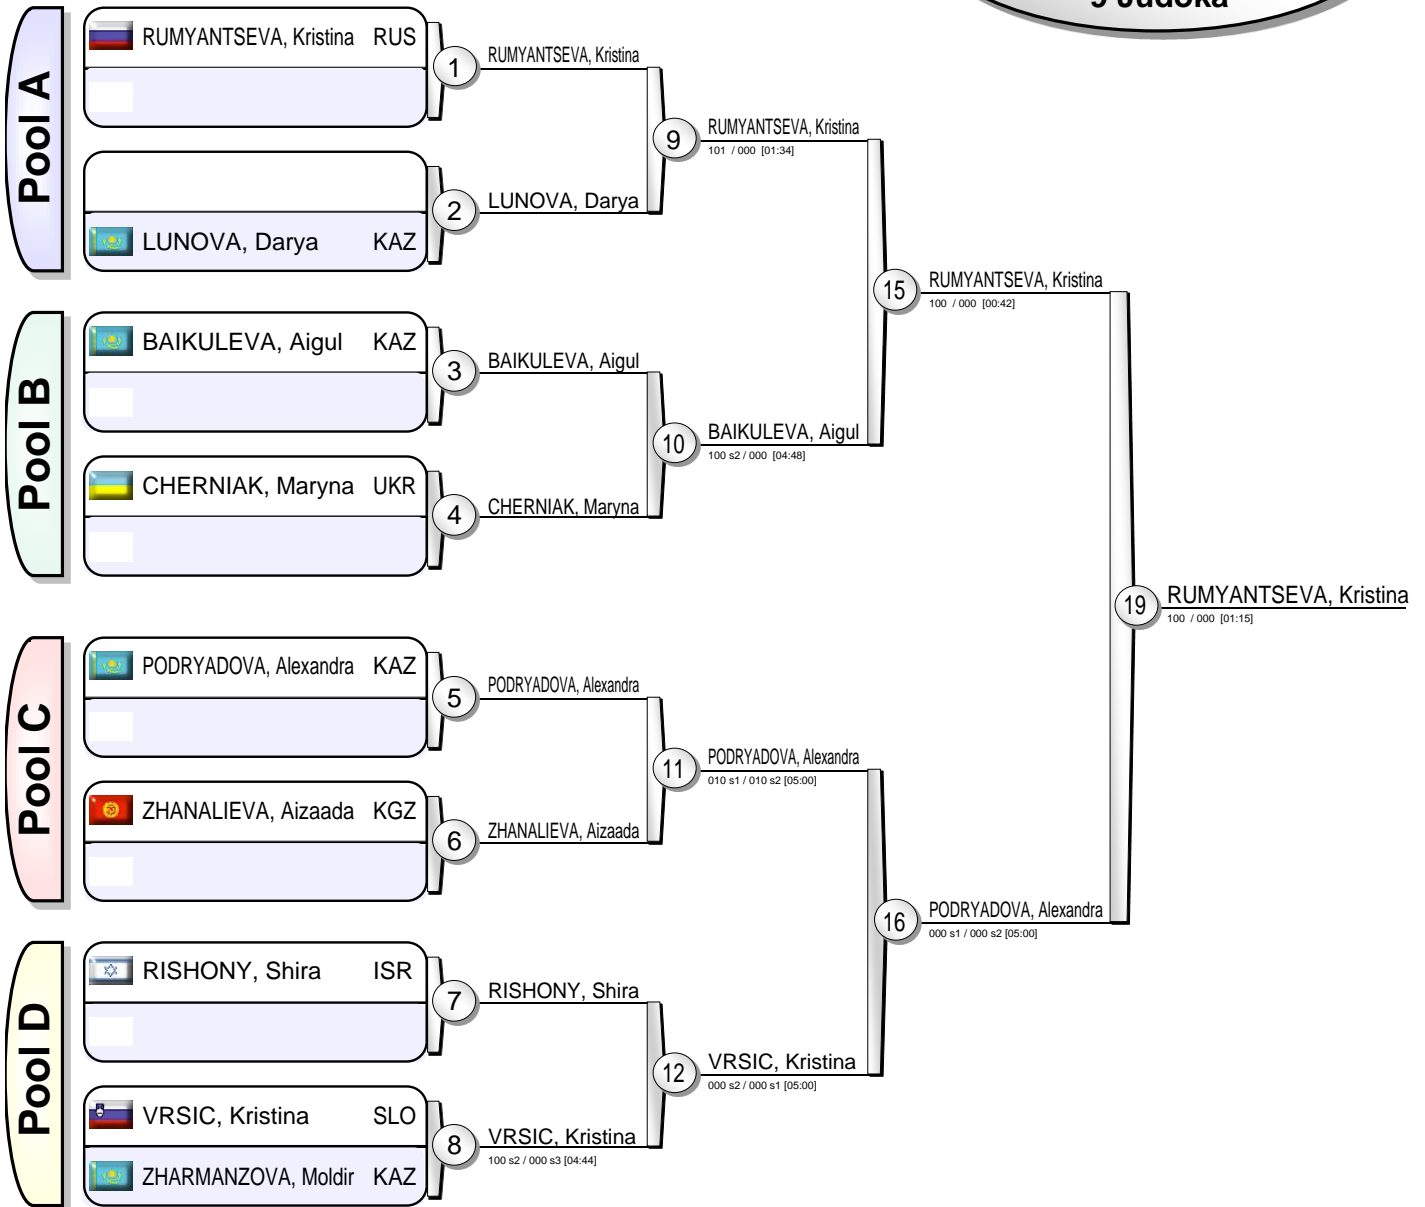 9 Judoka
Pool A
RUMYANTSEVA, Kristina RUS
1
RUMYANTSEVA, Kristina
LUNOVA, Darya KAZ
2
LUNOVA, Darya
9
RUMYANTSEVA, Kristina
101 / 000 [01:34]
Pool B
BAIKULEVA, Aigul KAZ
3
BAIKULEVA, Aigul
CHERNIAK, Maryna UKR
4
CHERNIAK, Maryna
10
BAIKULEVA, Aigul
100 s2 / 000 [04:48]
15
RUMYANTSEVA, Kristina
100 / 000 [00:42]
Pool C
PODRYADOVA, Alexandra KAZ
5
PODRYADOVA, Alexandra
ZHANALIEVA, Aizaada KGZ
6
ZHANALIEVA, Aizaada
11
PODRYADOVA, Alexandra
010 s1 / 010 s2 [05:00]
Pool D
RISHONY, Shira ISR
7
RISHONY, Shira
VRSIC, Kristina SLO
ZHARMANZOVA, Moldir KAZ
8
VRSIC, Kristina
100 s2 / 000 s3 [04:44]
12
VRSIC, Kristina
000 s2 / 000 s1 [05:00]
16
PODRYADOVA, Alexandra
000 s1 / 000 s2 [05:00]
19
RUMYANTSEVA, Kristina
100 / 000 [01:15]